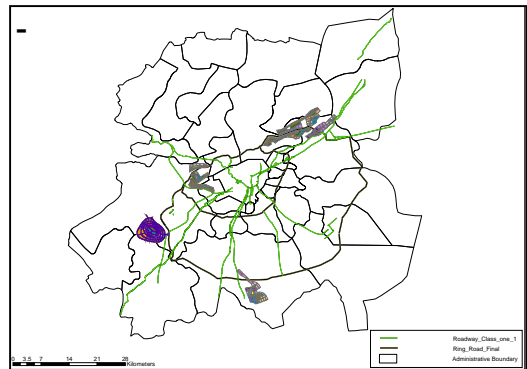 Roadway_Class_one_1
Ring_Road_Final
Administrative Boundary
0 3.5 7 14 21 28
Kilometers